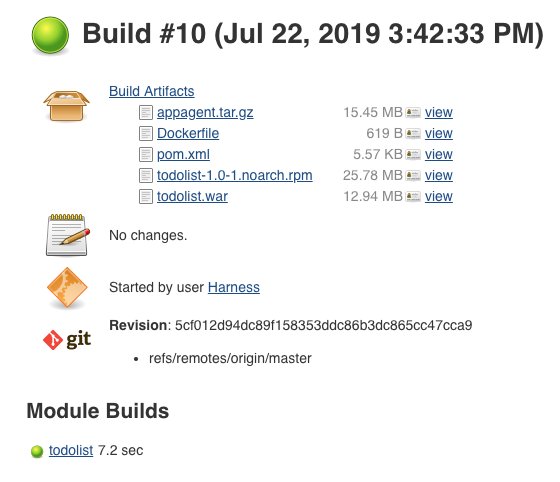 Build #10 (Jul 22, 2019 3:42:33 PM)
Build Artifacts
appagent.tar.gz 15.45 MB view
Dockerfile 619 B view
pom.xml 5.57 KB view
todolist-1.0-1.noarch.rpm 25.78 MB view
todolist.war 12.94 MB view
No changes.
Started by user Harness
git
Revision: 5cf012d94dc89f158353ddc86b3dc865cc47cca9
• refs/remotes/origin/master
Module Builds
todolist 7.2 sec